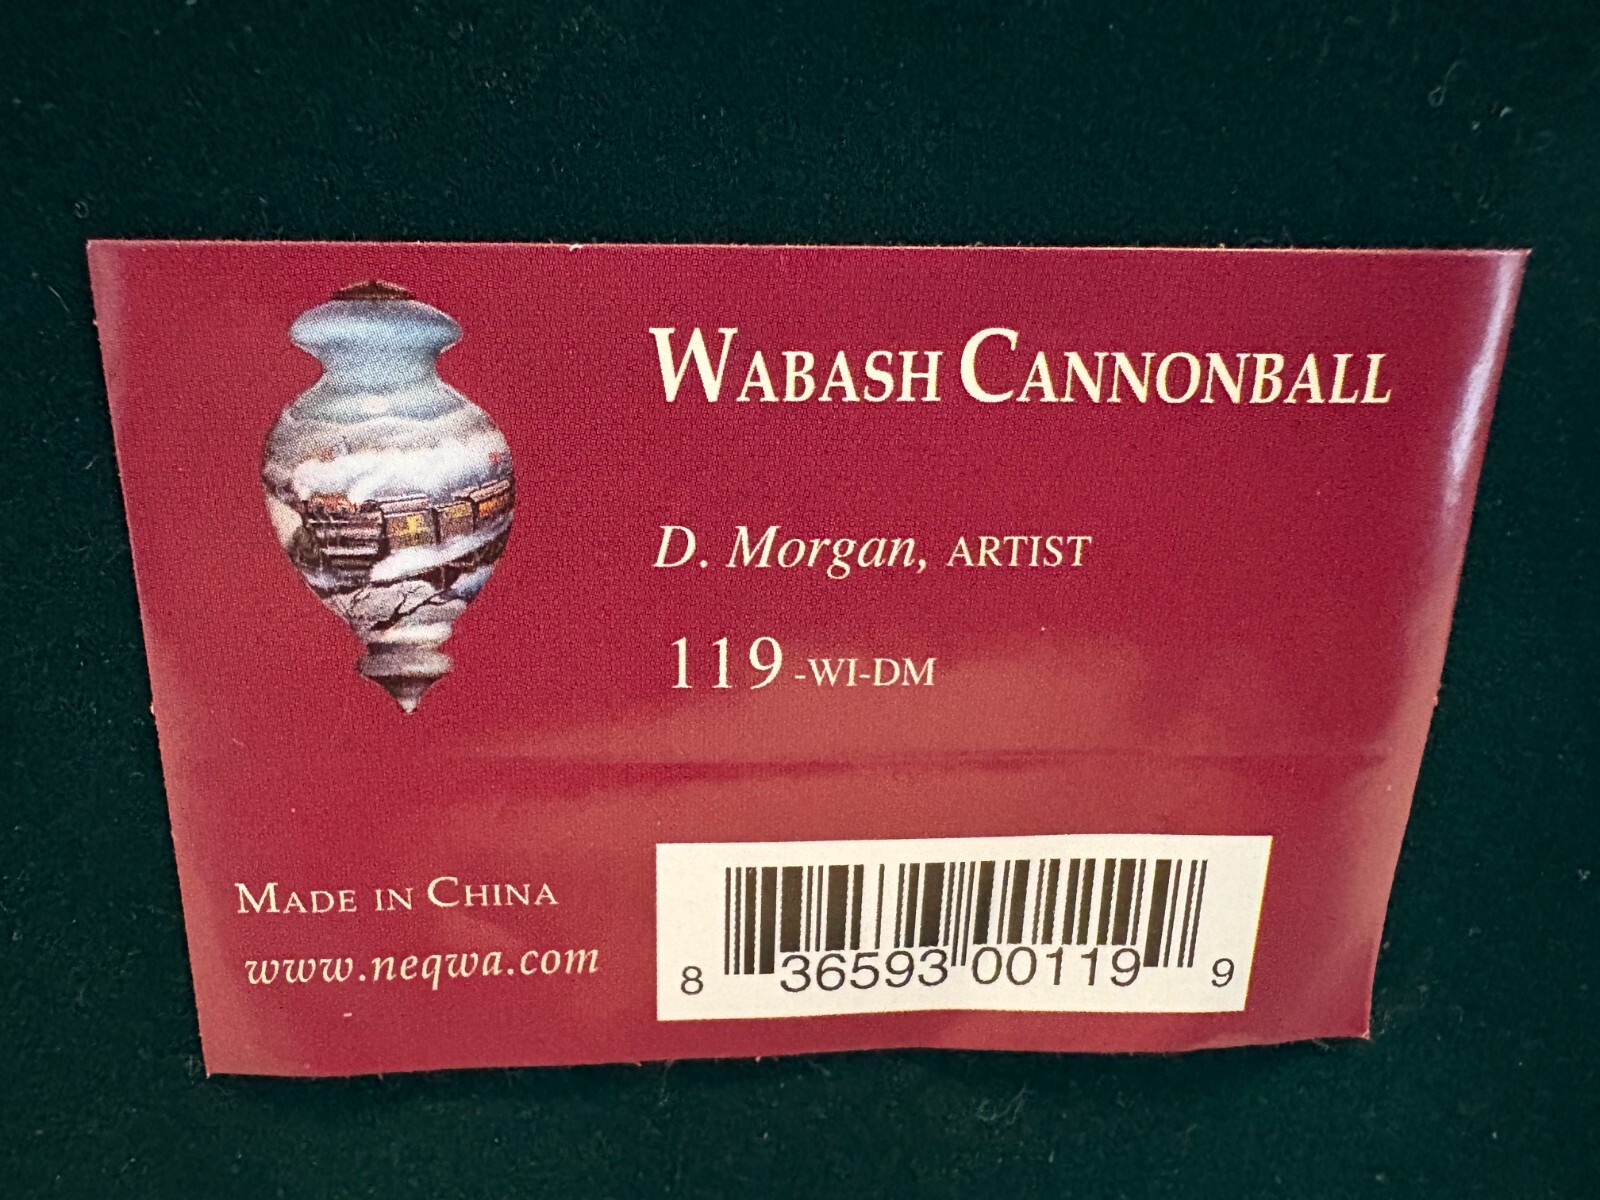 WABASH CANNONBALL
D. Morgan, ARTIST
119-WI-DM
MADE IN CHINA
www.neqwa.com
8 36593 00119 9